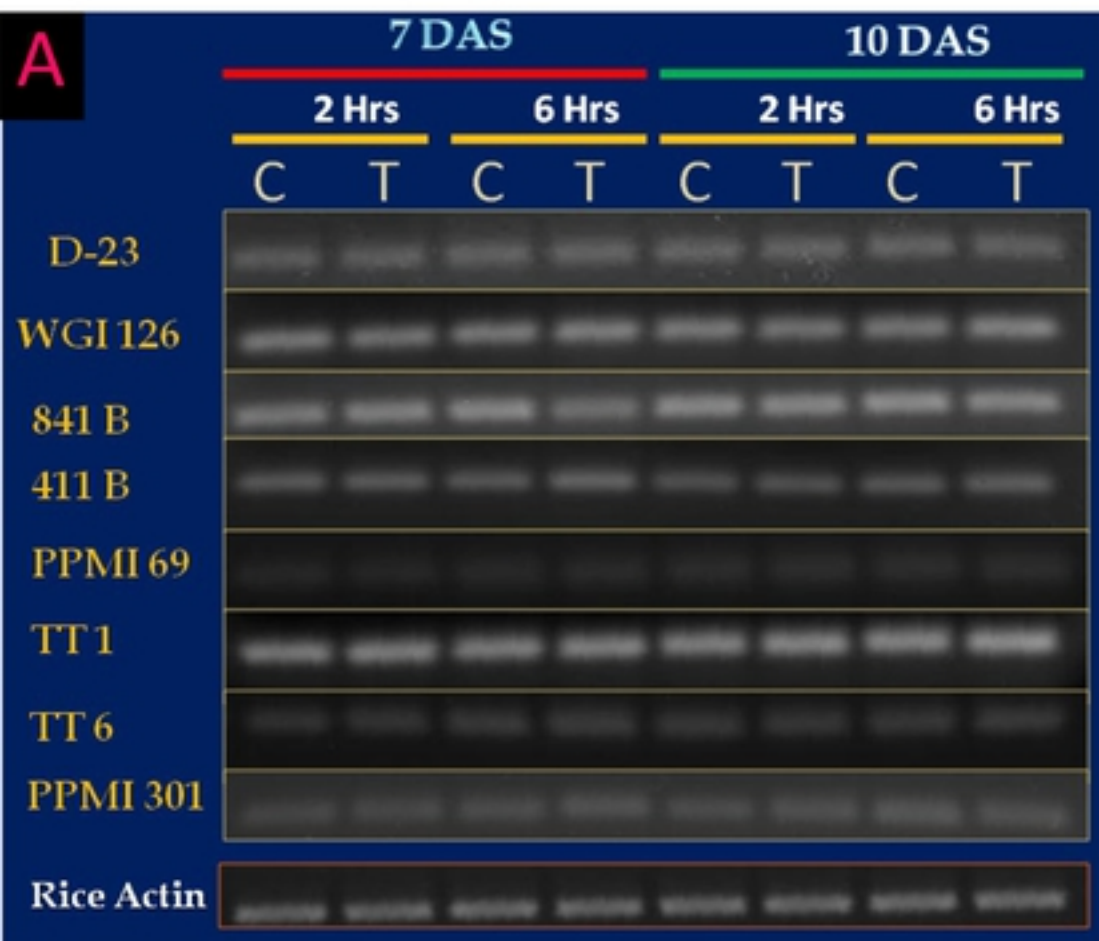 A
7 DAS 10 DAS
2 Hrs 6 Hrs 2 Hrs 6 Hrs
C T C T C T C T
D-23
WGI 126
841 B
411 B
PPMI 69
TT 1
TT 6
PPMI 301
Rice Actin